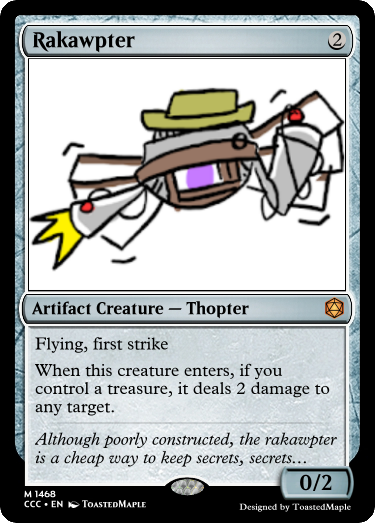 Rakawpter 2
Artifact Creature — Thopter
Flying, first strike
When this creature enters, if you
control a treasure, it deals 2 damage to
any target.
Although poorly constructed, the rakawpter
is a cheap way to keep secrets, secrets…
0/2
M 1468
CCC • EN ToastedMaple
Designed by ToastedMaple